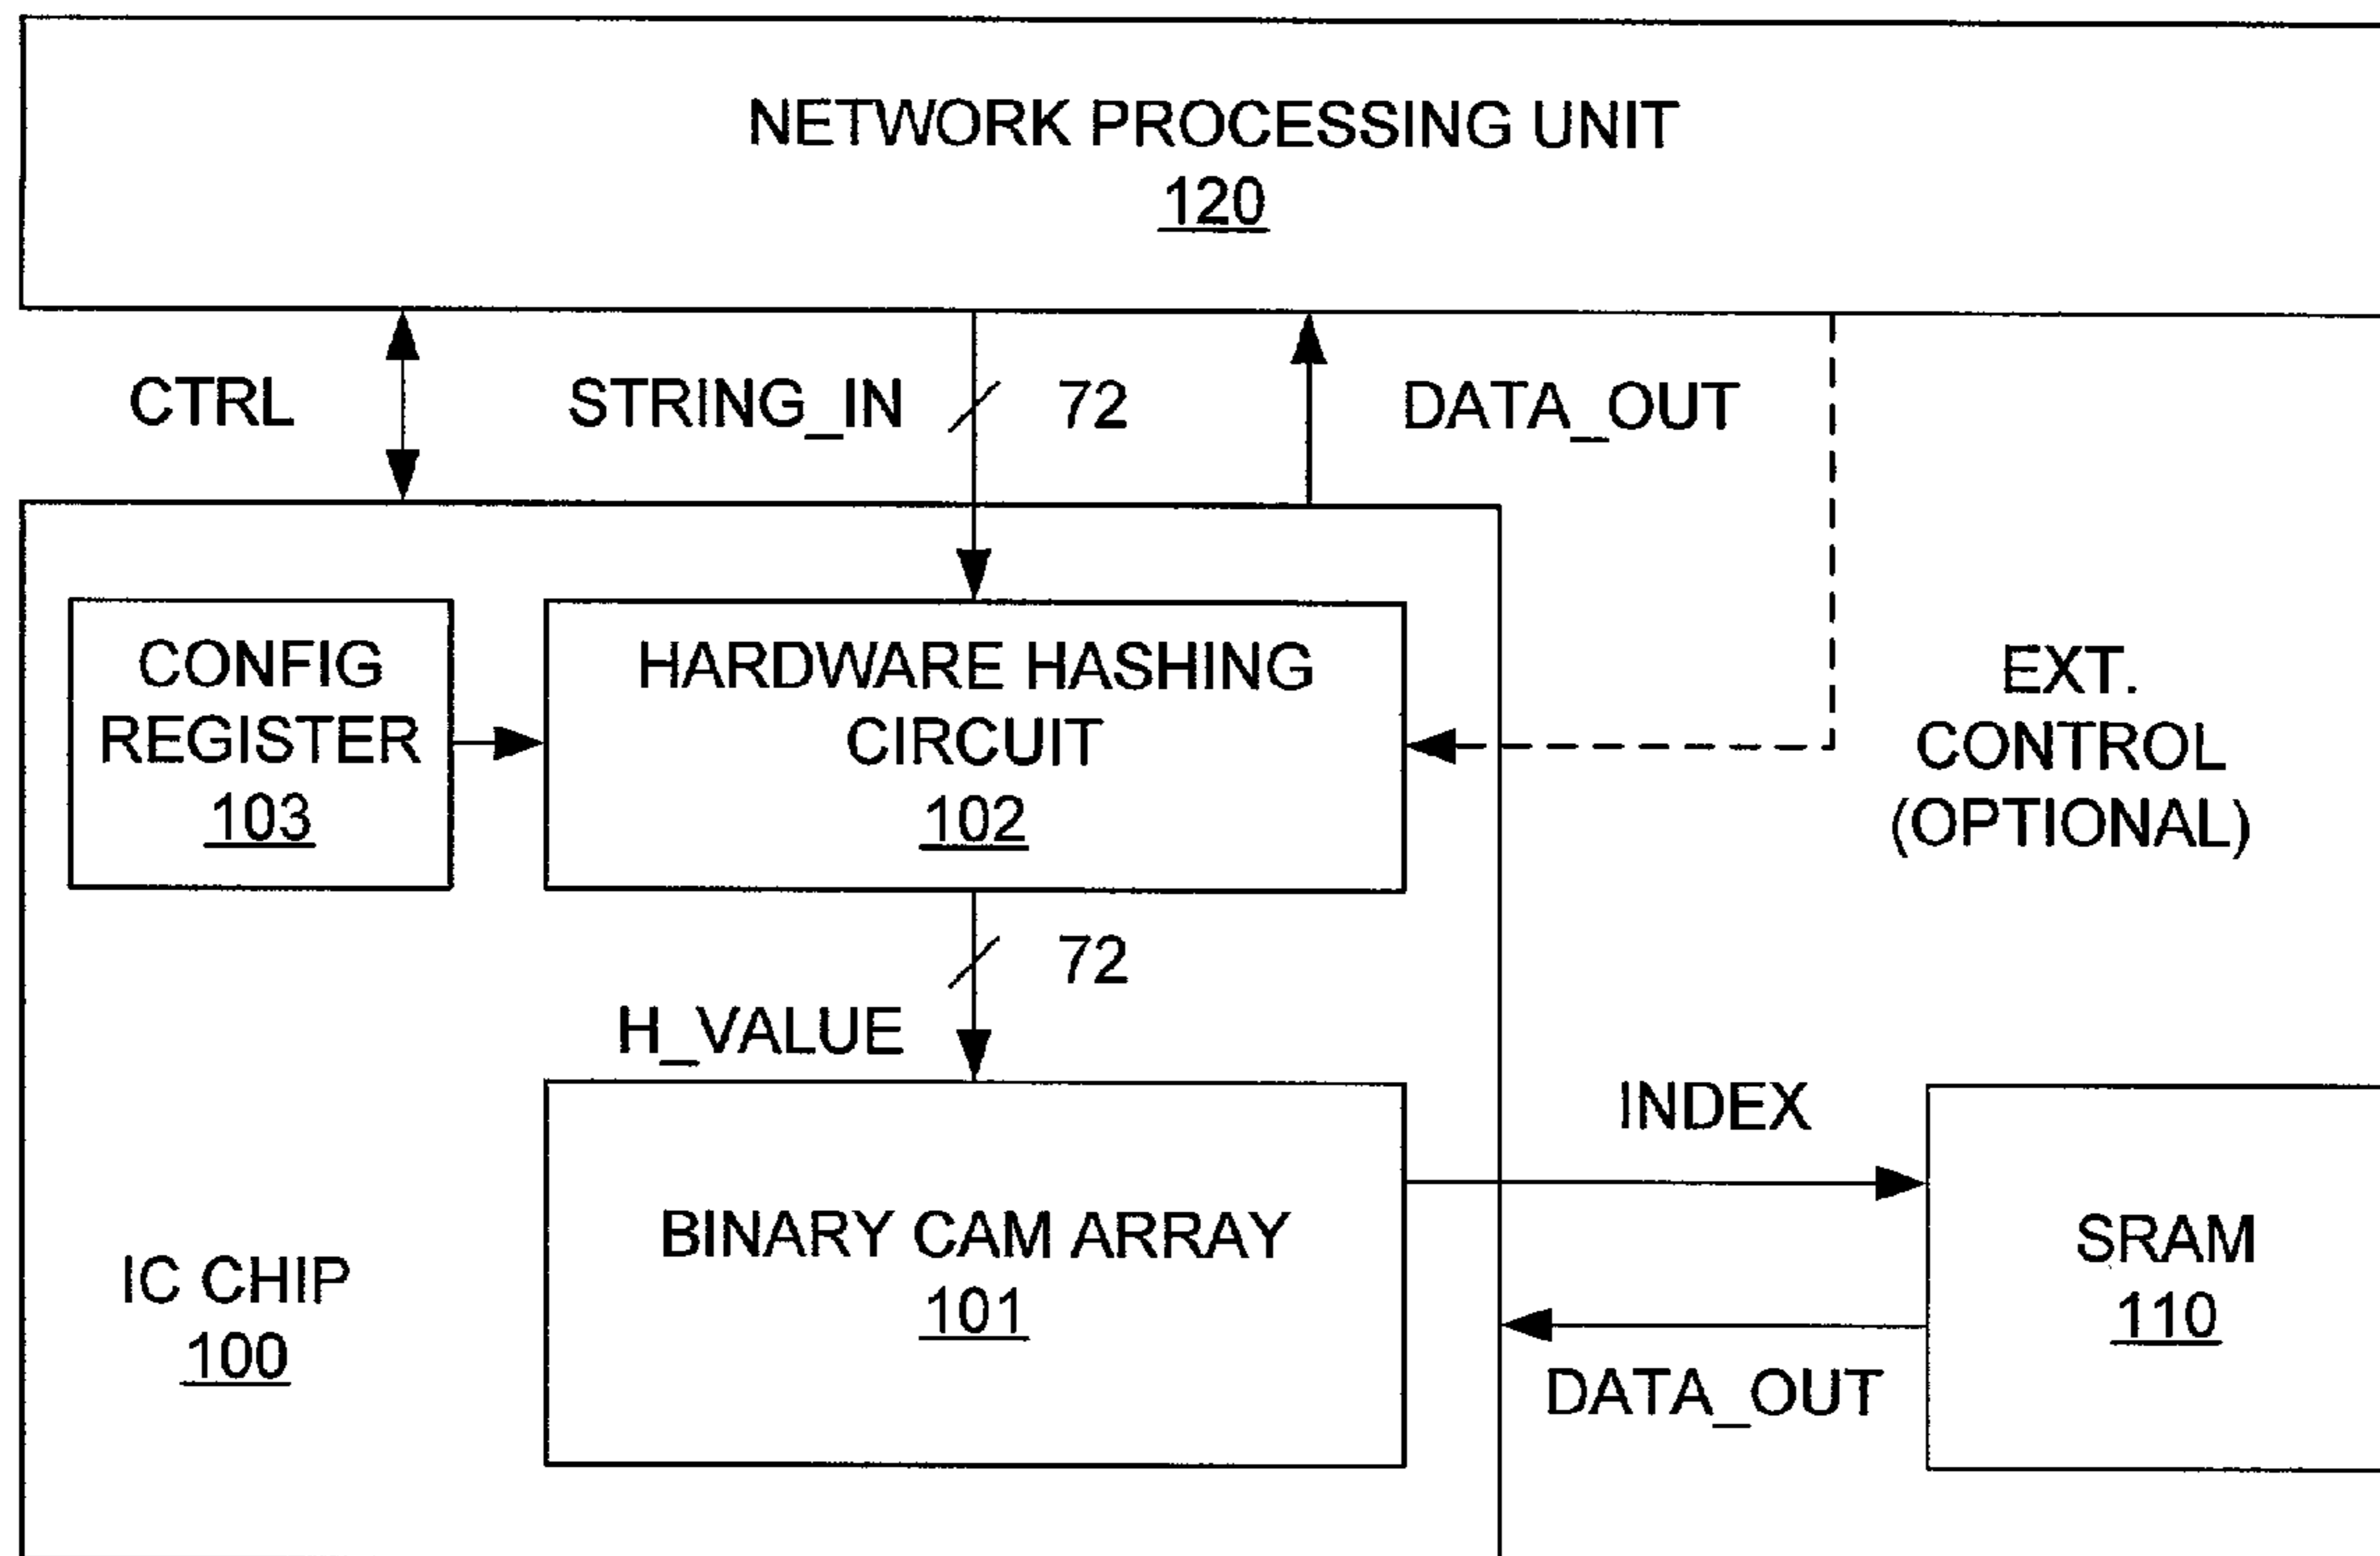 NETWORK PROCESSING UNIT
120
CTRL
STRING_IN
72
DATA_OUT
CONFIG
REGISTER
103
HARDWARE HASHING
CIRCUIT
102
EXT.
CONTROL
(OPTIONAL)
72
H_VALUE
BINARY CAM ARRAY
101
INDEX
SRAM
110
DATA_OUT
IC CHIP
100